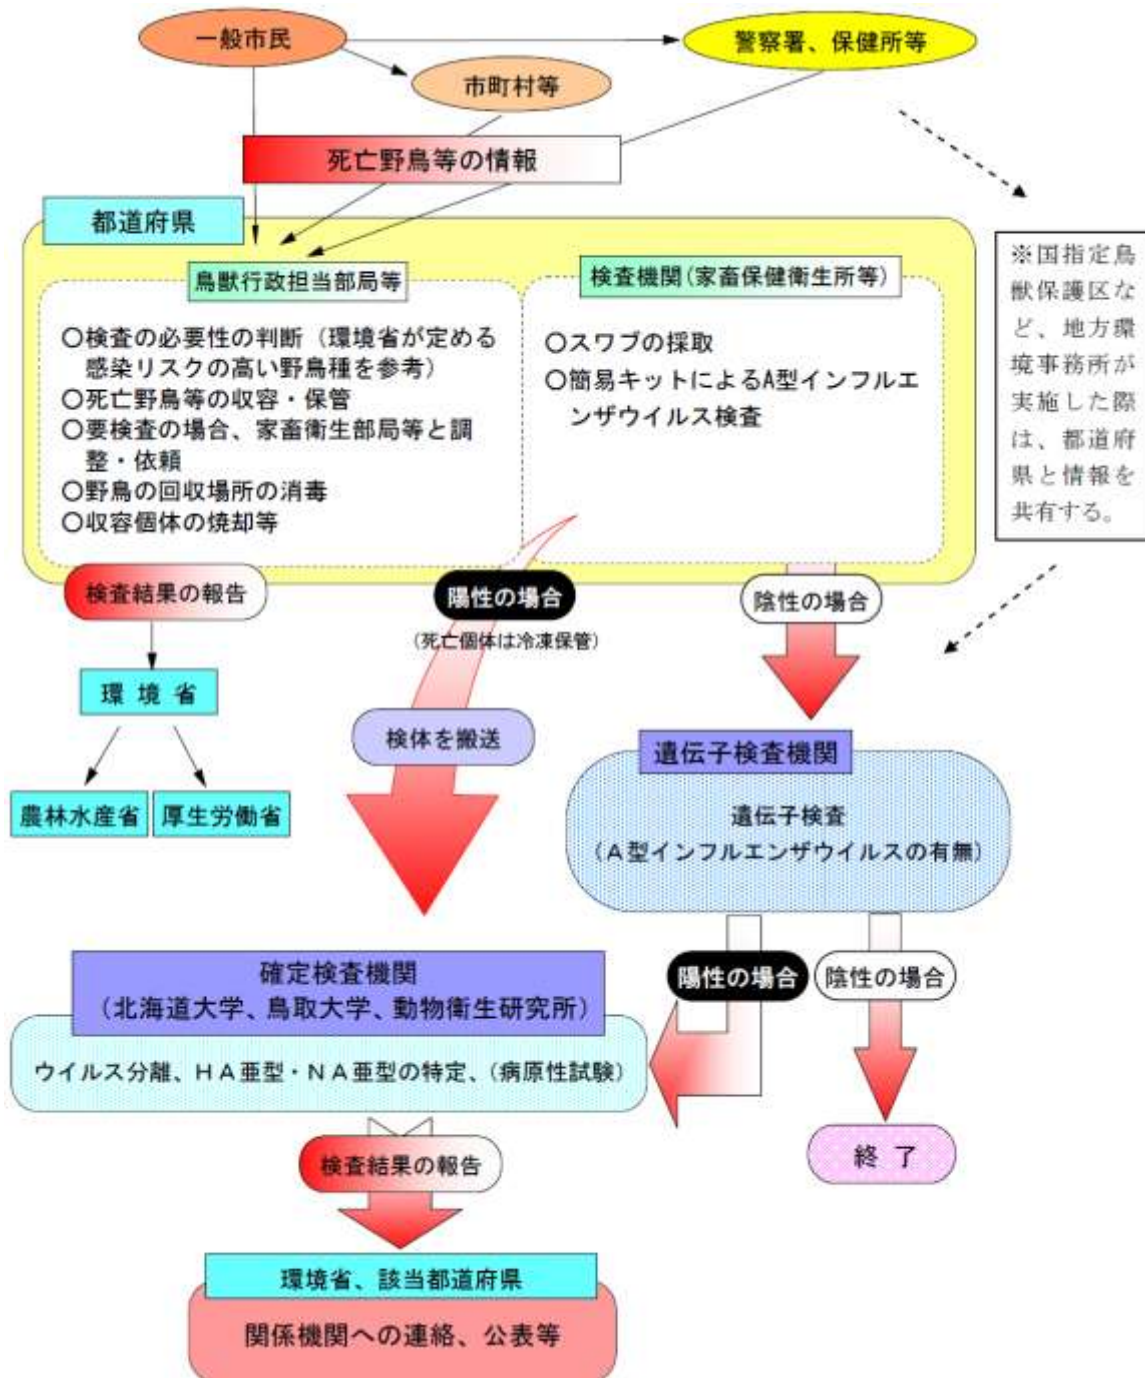 一般市民
警察署、保健所等
市町村等
死亡野鳥等の情報
都道府県
鳥獣行政担当部局等
○検査の必要性の判断（環境省が定める
感染リスクの高い野鳥種を参考）
○死亡野鳥等の収容・保管
○要検査の場合、家畜衛生部局等と調
整・依頼
○野鳥の回収場所の消毒
○収容個体の焼却等
検査機関(家畜保健衛生所等)
○スワブの採取
○簡易キットによるA型インフルエ
ンザウイルス検査
※国指定鳥
獣保護区な
ど、地方環
境事務所が
実施した際
は、都道府
県と情報を
共有する。
検査結果の報告
陽性の場合
(死亡個体は冷凍保管)
陰性の場合
環 境 省
農林水産省
厚生労働省
検体を搬送
遺伝子検査機関
遺伝子検査
(Ａ型インフルエンザウイルスの有無)
陽性の場合
陰性の場合
確定検査機関
(北海道大学、鳥取大学、動物衛生研究所)
ウイルス分離、ＨＡ亜型・ＮＡ亜型の特定、(病原性試験)
終 了
検査結果の報告
環境省、該当都道府県
関係機関への連絡、公表等